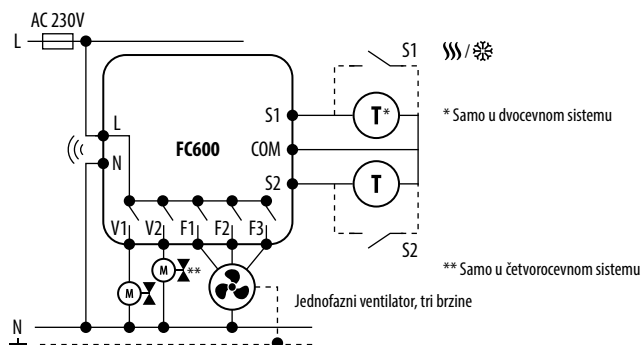 AC 230V
L
S1
/
L
S1
T*
* Samo u dvocevnom sistemu
N
FC600
COM
S2
T
V1 V2 F1 F2 F3
S2
M
**
** Samo u četvorocevnom sistemu
M
Jednofazni ventilator, tri brzine
N